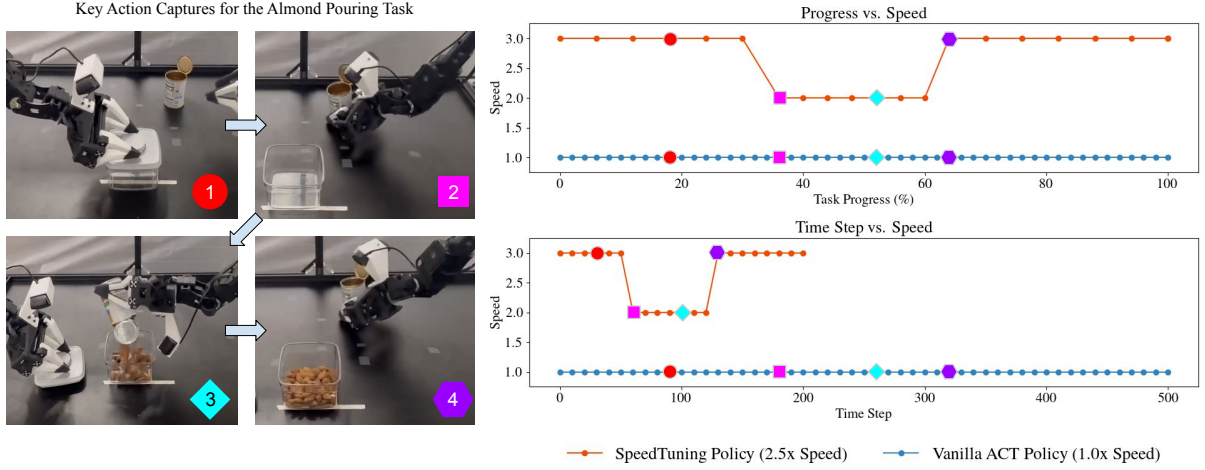 Key Action Captures for the Almond Pouring Task
1
2
3
4
Progress vs. Speed
Speed
3.0
2.5
2.0
1.5
1.0
0
20
40
60
80
100
Task Progress (%)
Time Step vs. Speed
Speed
3.0
2.5
2.0
1.5
1.0
0
100
200
300
400
500
Time Step
SpeedTuning Policy (2.5x Speed)
Vanilla ACT Policy (1.0x Speed)